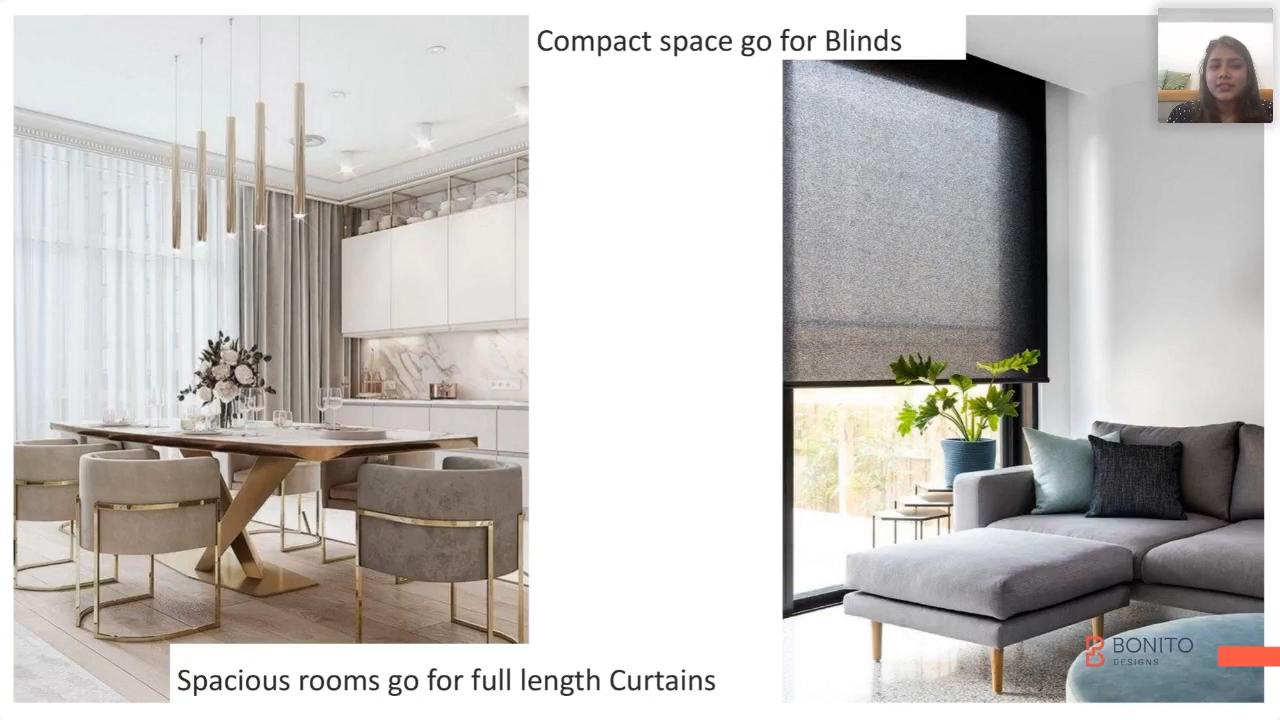 Compact space go for Blinds
Spacious rooms go for full length Curtains
BONITO
DESIGNS